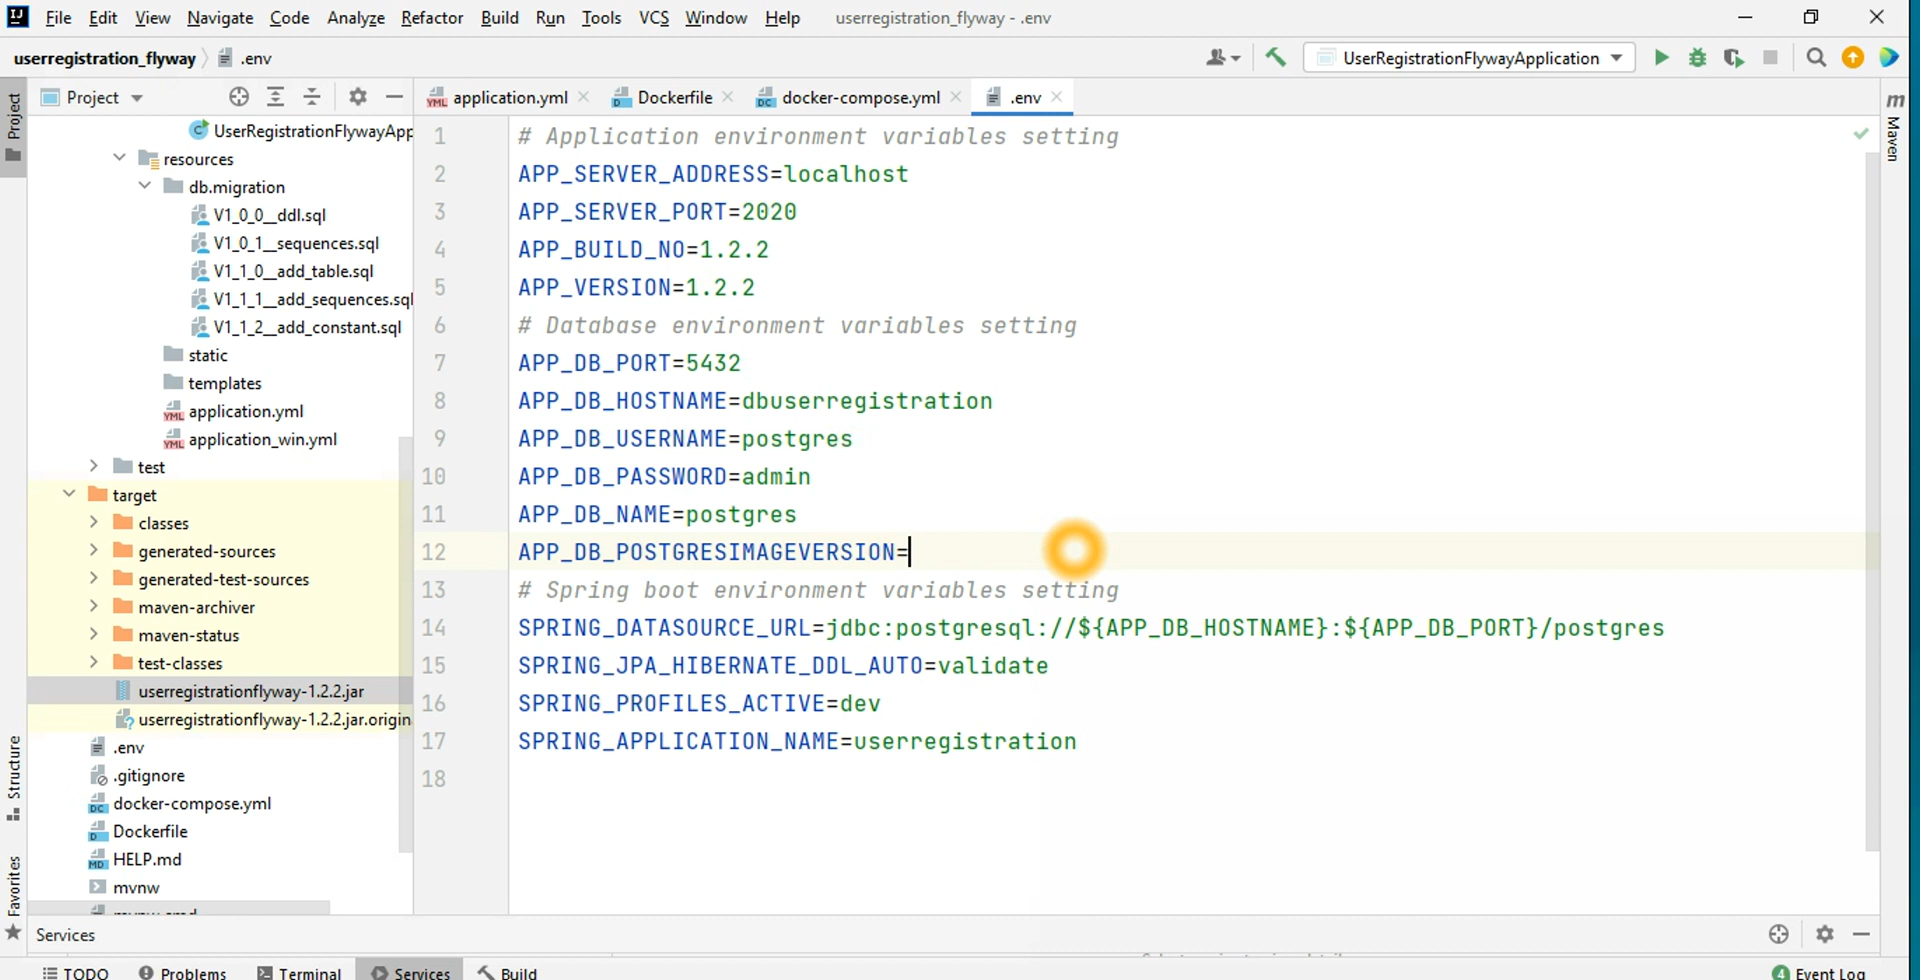 IJ File Edit View Navigate Code Analyze Refactor Build Run Tools VCS Window Help userregistration_flyway - .env
userregistration_flyway .env UserRegistrationFlywayApplication
Project application.yml Dockerfile docker-compose.yml .env
Project
Structure
Favorites
Maven
UserRegistrationFlywayApp
resources
db.migration
V1_0_0__ddl.sql
V1_0_1__sequences.sql
V1_1_0__add_table.sql
V1_1_1__add_sequences.sql
V1_1_2__add_constant.sql
static
templates
application.yml
application_win.yml
test
target
classes
generated-sources
generated-test-sources
maven-archiver
maven-status
test-classes
userregistrationflyway-1.2.2.jar
userregistrationflyway-1.2.2.jar.origin
.env
.gitignore
docker-compose.yml
Dockerfile
HELP.md
mvnw
1 # Application environment variables setting
2 APP_SERVER_ADDRESS=localhost
3 APP_SERVER_PORT=2020
4 APP_BUILD_NO=1.2.2
5 APP_VERSION=1.2.2
6 # Database environment variables setting
7 APP_DB_PORT=5432
8 APP_DB_HOSTNAME=dbuserregistration
9 APP_DB_USERNAME=postgres
10 APP_DB_PASSWORD=admin
11 APP_DB_NAME=postgres
12 APP_DB_POSTGRESIMAGEVERSION=
13 # Spring boot environment variables setting
14 SPRING_DATASOURCE_URL=jdbc:postgresql://${APP_DB_HOSTNAME}:${APP_DB_PORT}/postgres
15 SPRING_JPA_HIBERNATE_DDL_AUTO=validate
16 SPRING_PROFILES_ACTIVE=dev
17 SPRING_APPLICATION_NAME=userregistration
18
Services
TODO Problems Terminal Services Build 4 Event Log